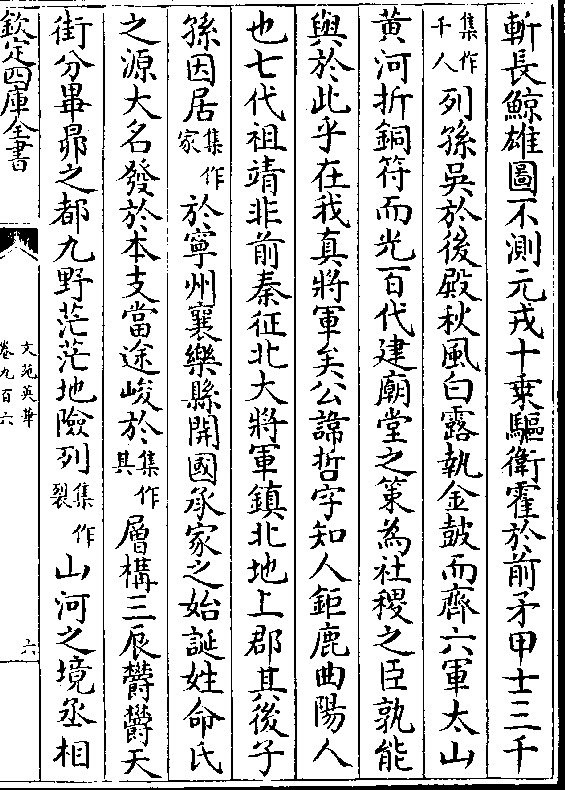 斬長鯨雄圖不測元戎十乗驅衛霍於前矛甲士三千
集作千人列孫吳於後殿秋風白露執金鼓而齊六軍太山
黄河折銅符而光百代建廟堂之策為社稷之臣孰能
與於此乎在我真將軍矣公諱哲字知人鉅鹿曲陽人
也七代祖靖非前秦征北大將軍鎮北地上郡其後子
孫因居集作家於寧州襄樂縣開國承家之始誕姓命氏
之源大名發於本支當途峻於集作其層構三辰欝欝天
街分畢昴之都九野茫茫地險列集作裂山河之境丞相
欽定四庫全書
文苑英華
卷九百六
六